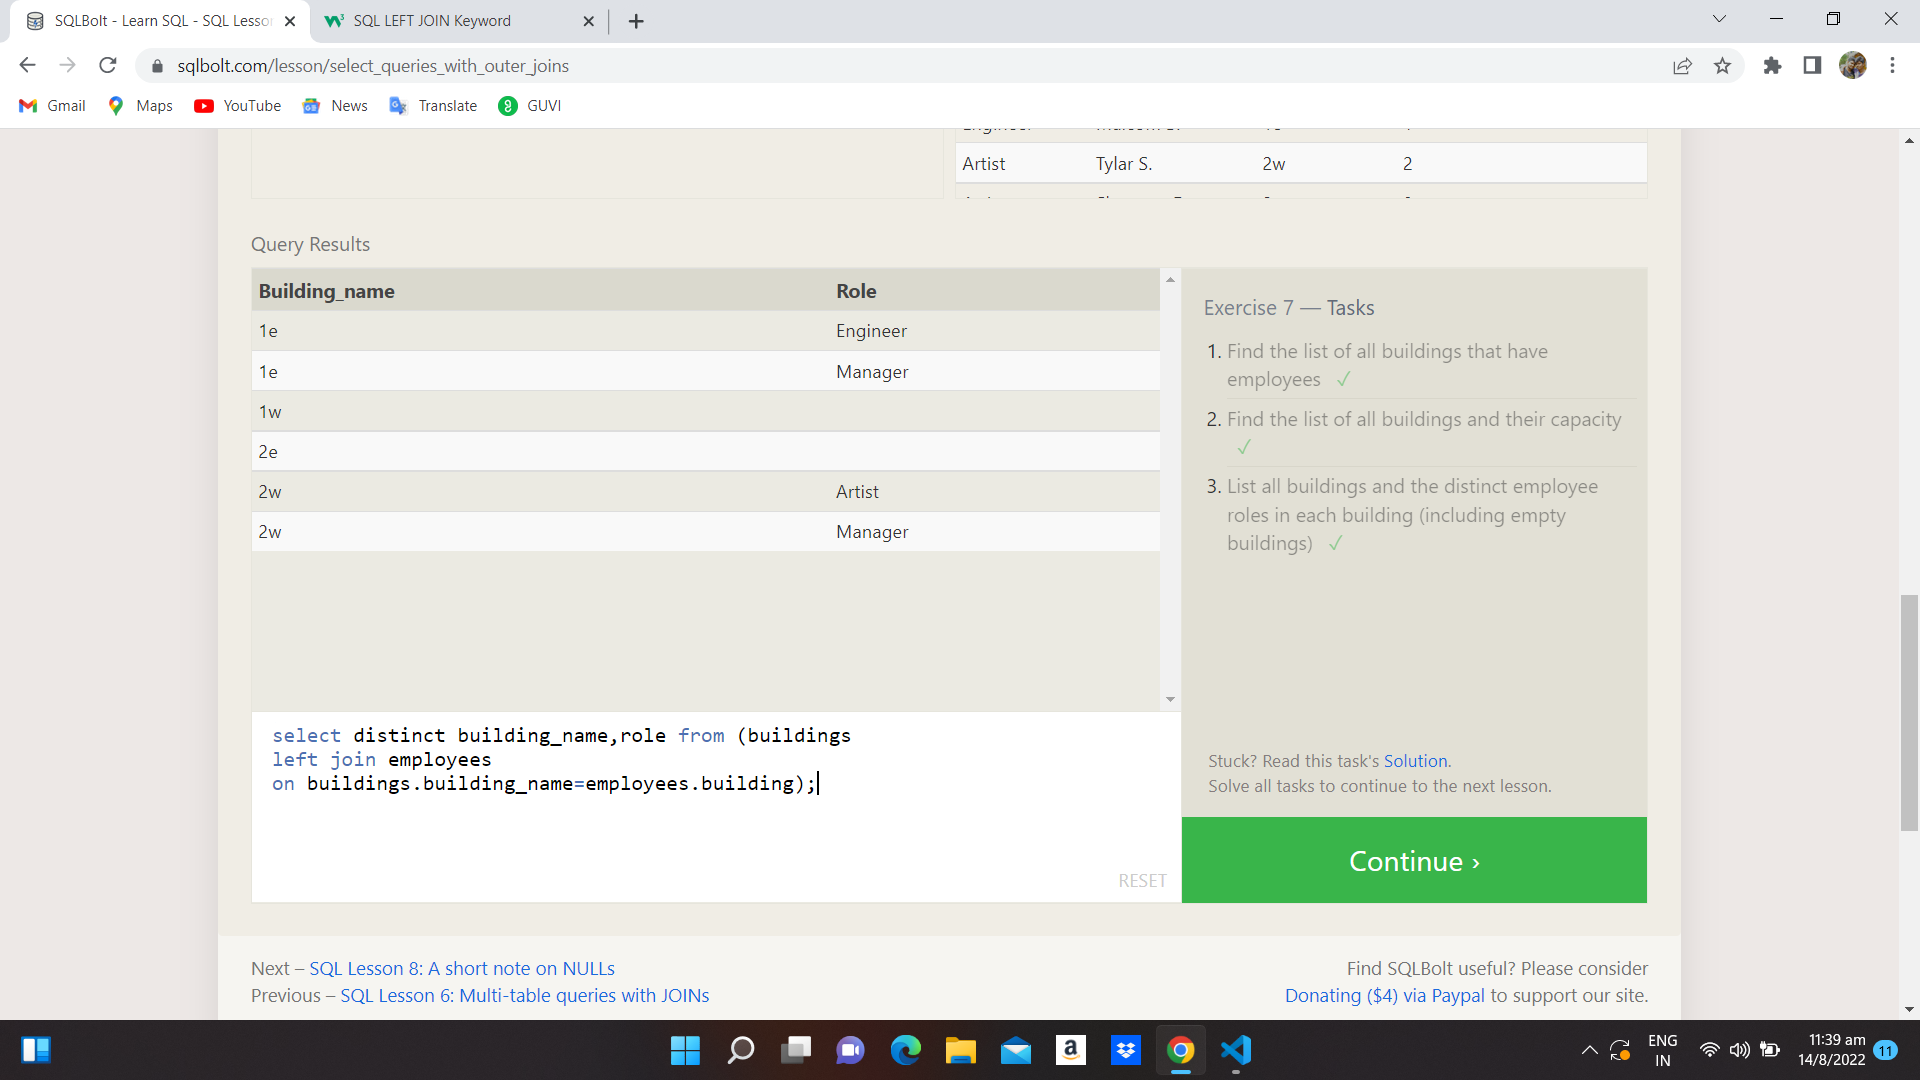 SQLBolt - Learn SQL - SQL Lesson
SQL LEFT JOIN Keyword
sqlbolt.com/lesson/select_queries_with_outer_joins
Gmail
Maps
YouTube
News
Translate
GUVI
Artist Tylar S. 2w 2
Query Results
Building_name Role
1e Engineer
1e Manager
1w
2e
2w Artist
2w Manager
Exercise 7 — Tasks
1. Find the list of all buildings that have
employees ✓
2. Find the list of all buildings and their capacity
✓
3. List all buildings and the distinct employee
roles in each building (including empty
buildings) ✓
select distinct building_name,role from (buildings
left join employees
on buildings.building_name=employees.building);
RESET
Stuck? Read this task's Solution.
Solve all tasks to continue to the next lesson.
Continue ›
Next – SQL Lesson 8: A short note on NULLs
Previous – SQL Lesson 6: Multi-table queries with JOINs
Find SQLBolt useful? Please consider
Donating ($4) via Paypal to support our site.
ENG
IN
11:39 am
14/8/2022
11